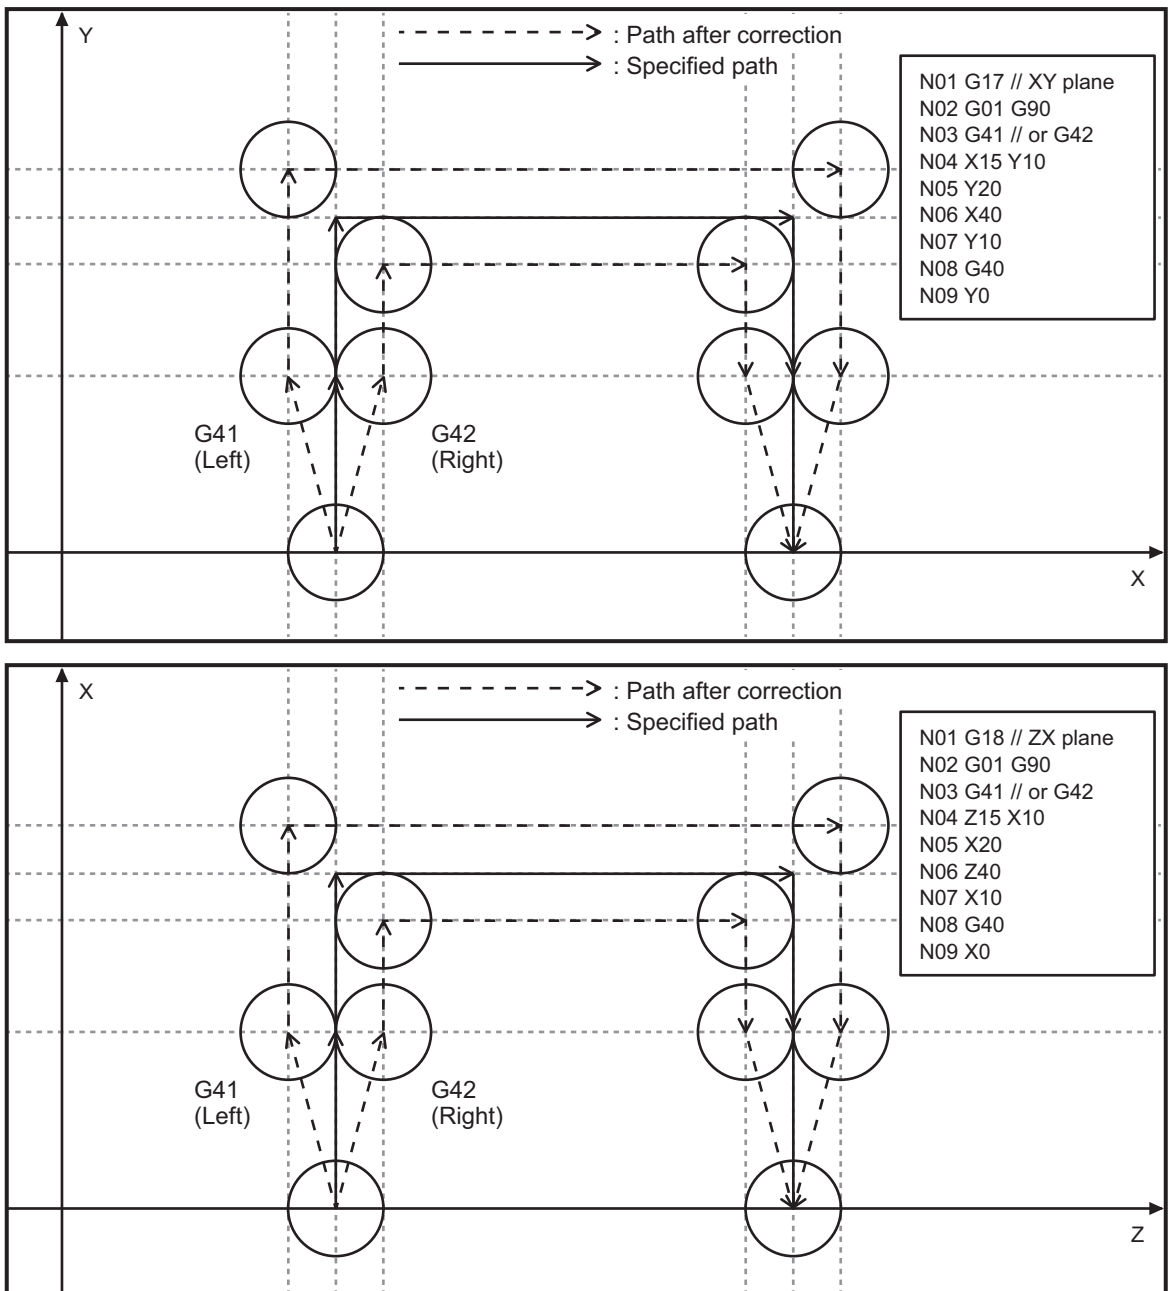 Y
: Path after correction
: Specified path
N01 G17 // XY plane
N02 G01 G90
N03 G41 // or G42
N04 X15 Y10
N05 Y20
N06 X40
N07 Y10
N08 G40
N09 Y0
G41
(Left)
G42
(Right)
X
X
: Path after correction
: Specified path
N01 G18 // ZX plane
N02 G01 G90
N03 G41 // or G42
N04 Z15 X10
N05 X20
N06 Z40
N07 X10
N08 G40
N09 X0
G41
(Left)
G42
(Right)
Z